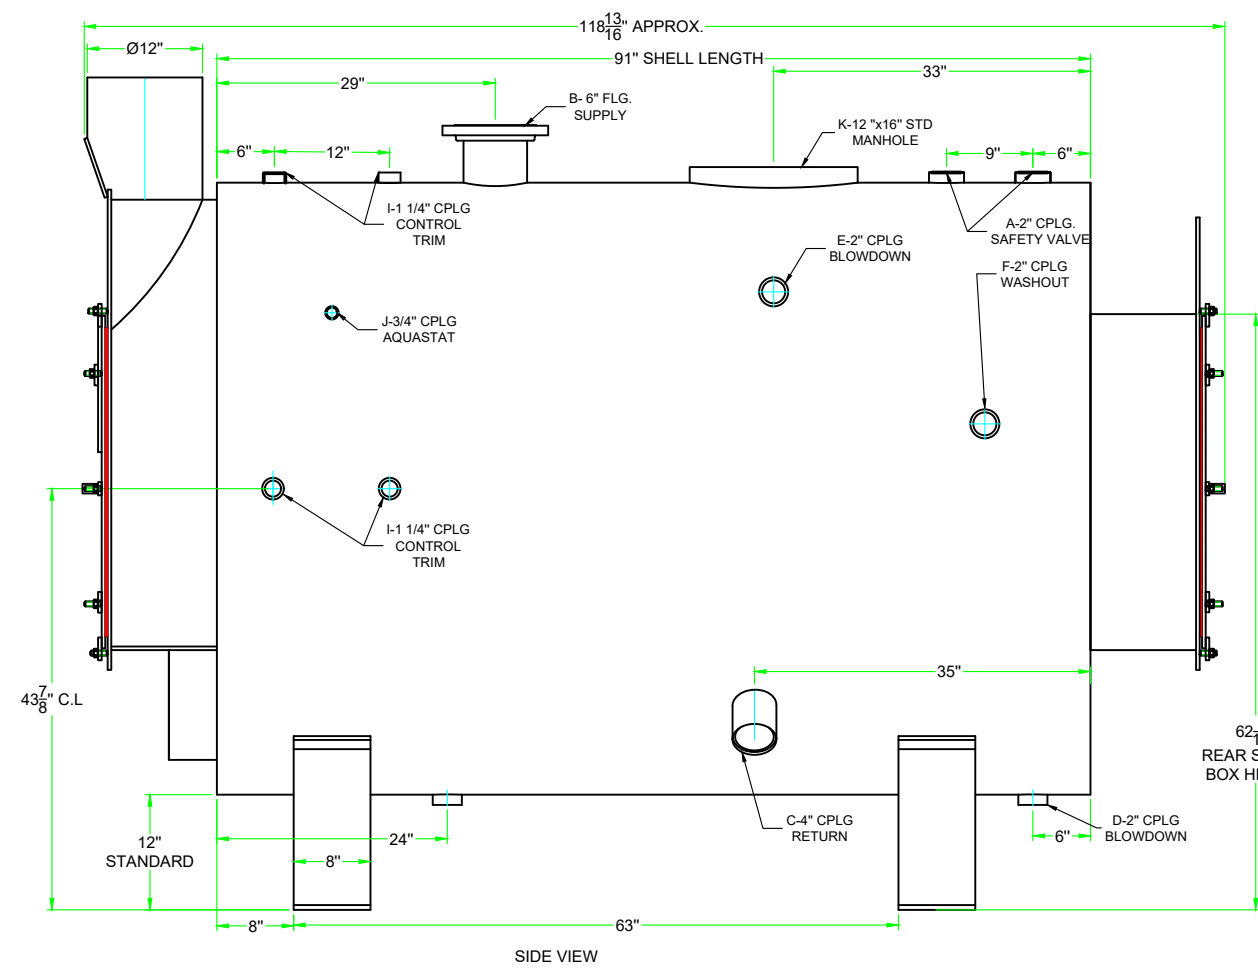 118 13/16" APPROX.
Ø12"
91" SHELL LENGTH
29"
33"
B- 6" FLG.
SUPPLY
K-12 "x16" STD
MANHOLE
6"
12"
9"
6"
I-1 1/4" CPLG
CONTROL
TRIM
A-2" CPLG.
SAFETY VALVE
E-2" CPLG
BLOWDOWN
F-2" CPLG
WASHOUT
J-3/4" CPLG
AQUASTAT
I-1 1/4" CPLG
CONTROL
TRIM
35"
43 7/8" C.L
62
REAR S
BOX H
C-4" CPLG
RETURN
D-2" CPLG
BLOWDOWN
12"
STANDARD
24"
6"
8"
8"
63"
SIDE VIEW